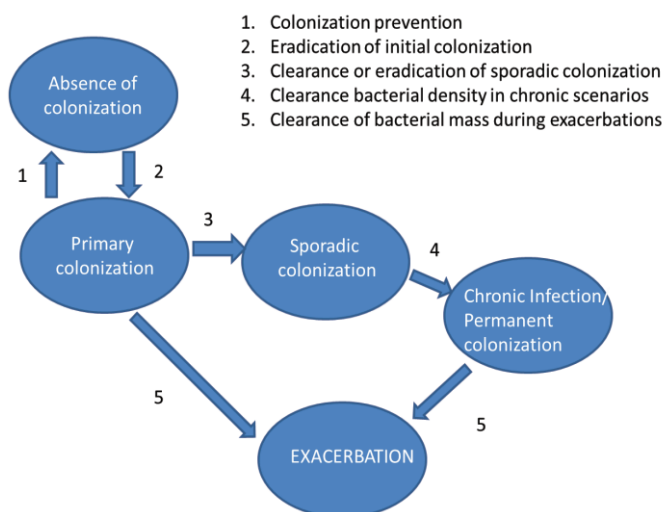 1. Colonization prevention
2. Eradication of initial colonization
3. Clearance or eradication of sporadic colonization
4. Clearance bacterial density in chronic scenarios
5. Clearance of bacterial mass during exacerbations
Absence of
colonization
1
2
Primary
colonization
3
Sporadic
colonization
4
Chronic Infection/
Permanent
colonization
5
5
EXACERBATION